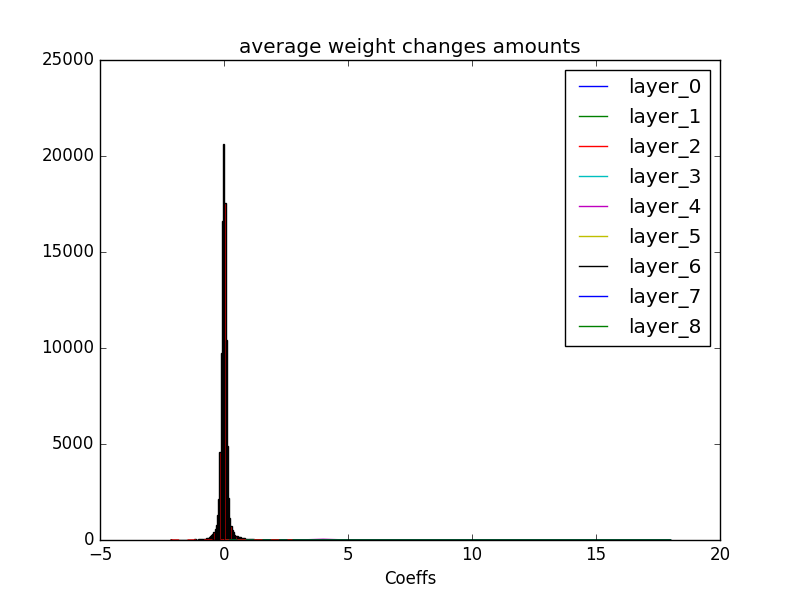 average weight changes amounts
25000
20000
15000
10000
5000
0
−5
0
5
10
15
20
Coeffs
layer_0
layer_1
layer_2
layer_3
layer_4
layer_5
layer_6
layer_7
layer_8